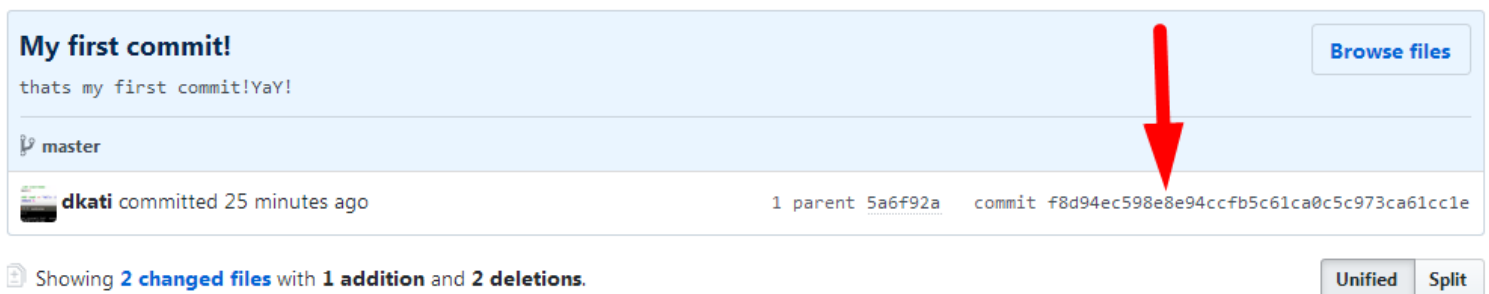 My first commit!
Browse files
thats my first commit!YaY!
master
dkati committed 25 minutes ago
1 parent 5a6f92a commit f8d94ec598e8e94ccfb5c61ca0c5c973ca61cc1e
Showing 2 changed files with 1 addition and 2 deletions.
Unified Split